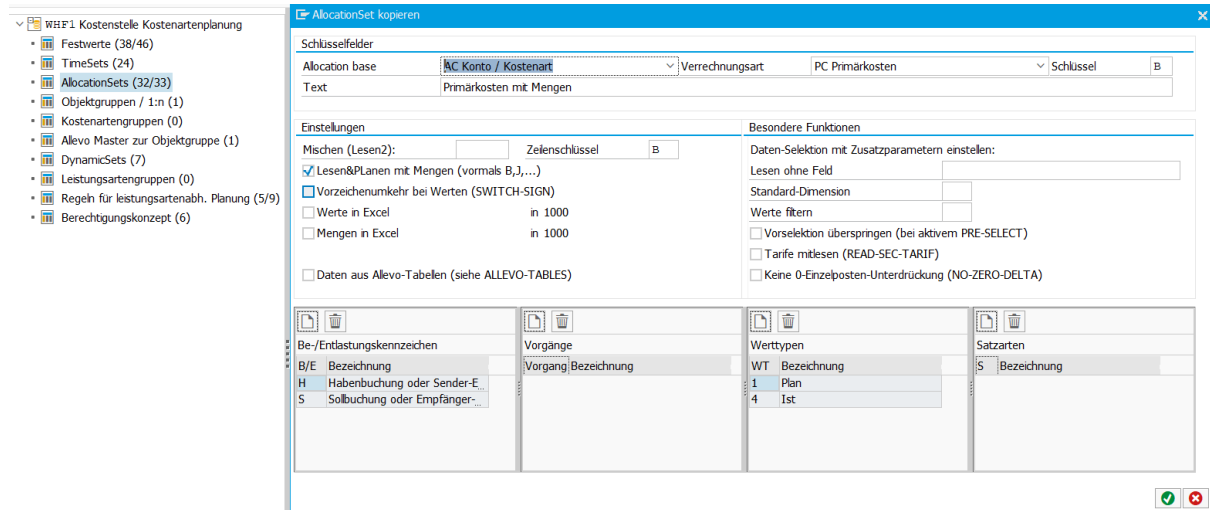 WHF1 Kostenstelle Kostenartenplanung
Festwerte (38/46)
TimeSets (24)
AllocationSets (32/33)
Objektgruppen / 1:n (1)
Kostenartengruppen (0)
Allevo Master zur Objektgruppe (1)
DynamicSets (7)
Leistungsartengruppen (0)
Regeln für leistungsartenabh. Planung (5/9)
Berechtigungskonzept (6)
AllocationSet kopieren
Schlüsselfelder
Allocation base AC Konto / Kostenart Verrechnungsart PC Primärkosten Schlüssel B
Text Primärkosten mit Mengen
Einstellungen
Mischen (Lesen2): Zeilenschlüssel B
Lesen&PLanen mit Mengen (vormals B,J,...)
Vorzeichenumkehr bei Werten (SWITCH-SIGN)
Werte in Excel in 1000
Mengen in Excel in 1000
Daten aus Allevo-Tabellen (siehe ALLEVO-TABLES)
Besondere Funktionen
Daten-Selektion mit Zusatzparametern einstellen:
Lesen ohne Feld
Standard-Dimension
Werte filtern
Vorselektion überspringen (bei aktivem PRE-SELECT)
Tarife mitlesen (READ-SEC-TARIF)
Keine 0-Einzelposten-Unterdrückung (NO-ZERO-DELTA)
Be-/Entlastungskennzeichen
B/E Bezeichnung
H Habenbuchung oder Sender-E...
S Sollbuchung oder Empfänger-...
Vorgänge
Vorgang Bezeichnung
Werttypen
WT Bezeichnung
1 Plan
4 Ist
Satzarten
S Bezeichnung